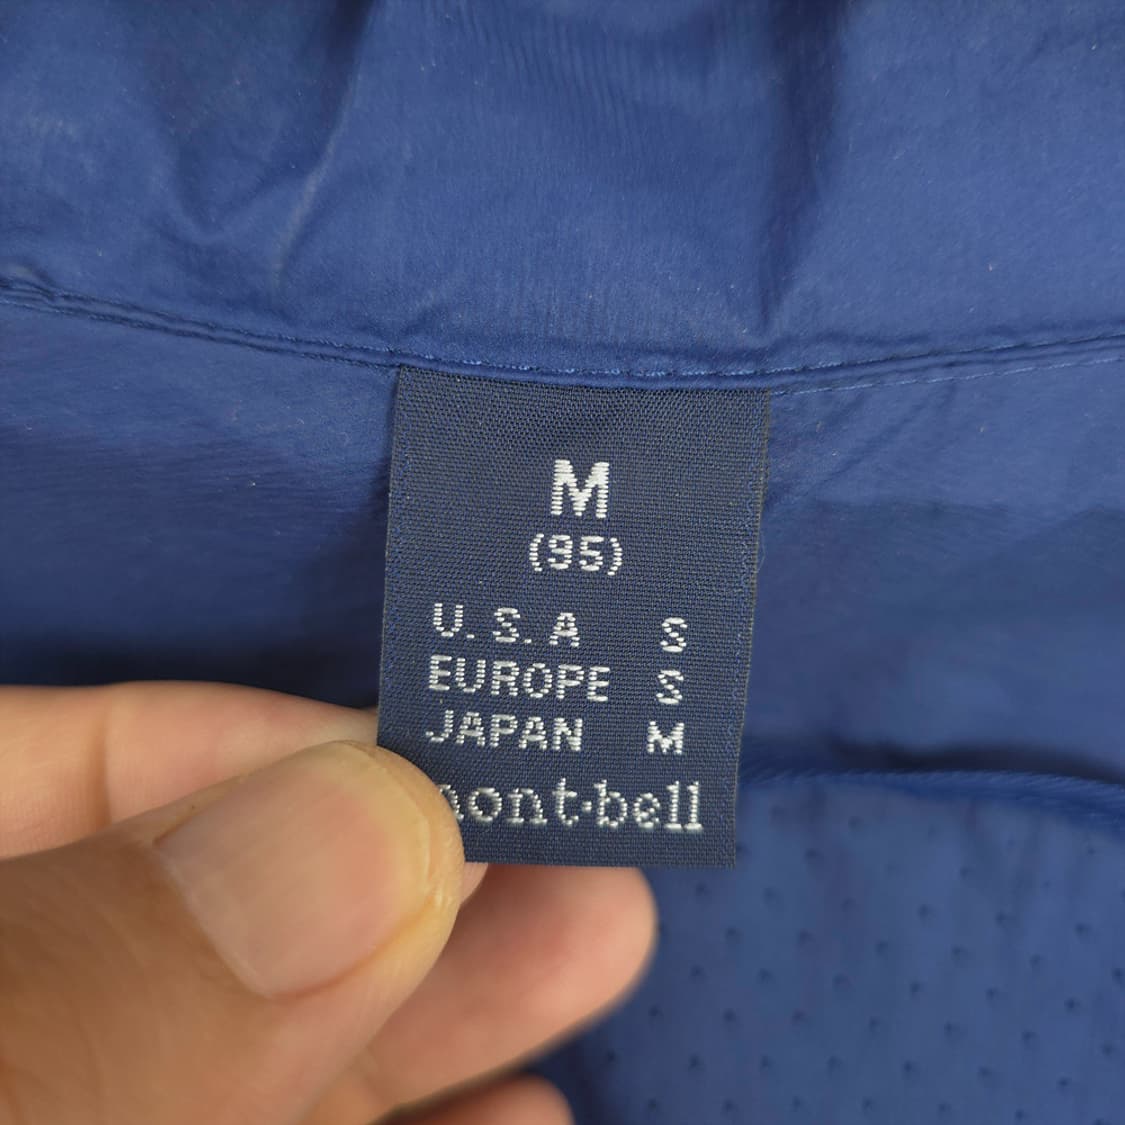 M
(95)
U.S.A S
EUROPE S
JAPAN M
mont-bell